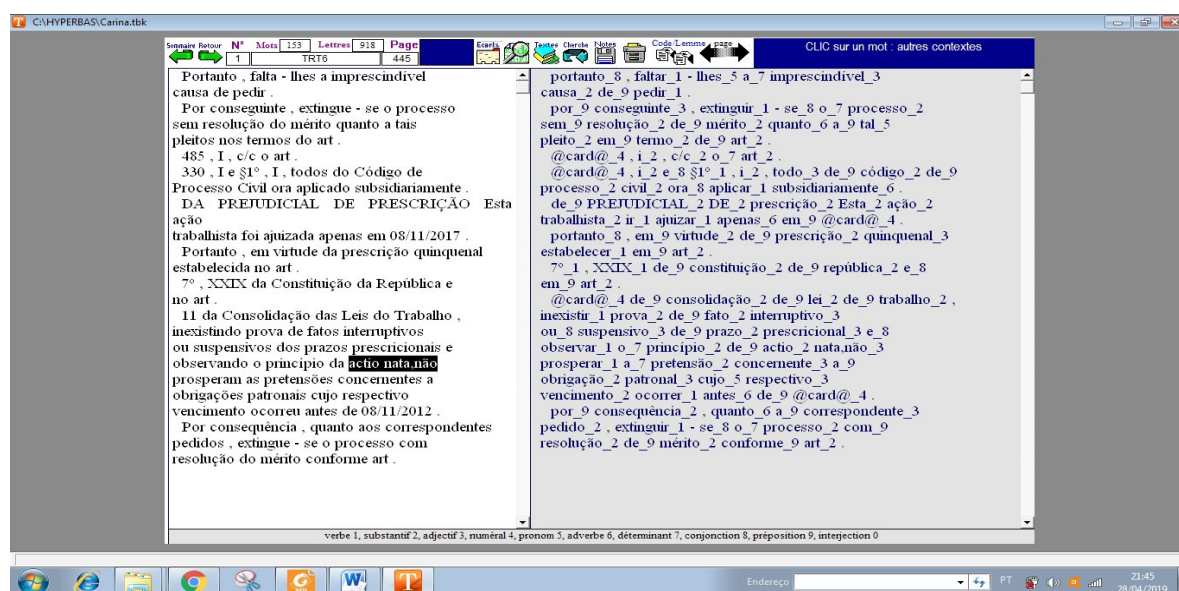 C:\HYPERBAS\Carina.tbk
Sommaire Retour N° Mots 153 Lettres 918 Page Ecarts Textes Cherche Notes Code/Lemme page CLIC sur un mot : autres contextes
1 TRT6 445
Portanto , falta - lhes a imprescindível
causa de pedir .
Por conseguinte , extingue - se o processo
sem resolução do mérito quanto a tais
pleitos nos termos do art .
485 , I , c/c o art .
330 , I e §1° , I , todos do Código de
Processo Civil ora aplicado subsidiariamente .
DA PREJUDICIAL DE PRESCRIÇÃO Esta
ação
trabalhista foi ajuizada apenas em 08/11/2017 .
Portanto , em virtude da prescrição quinquenal
estabelecida no art .
7° , XXIX da Constituição da República e
no art .
11 da Consolidação das Leis do Trabalho ,
inexistindo prova de fatos interruptivos
ou suspensivos dos prazos prescricionais e
observando o princípio da actio nata,não
prosperam as pretensões concernentes a
obrigações patronais cujo respectivo
vencimento ocorreu antes de 08/11/2012 .
Por consequência , quanto aos correspondentes
pedidos , extingue - se o processo com
resolução do mérito conforme art .
portanto_8 , faltar_1 - lhes_5 a_7 imprescindível_3
causa_2 de_9 pedir_1 .
por_9 conseguinte_3 , extinguir_1 - se_8 o_7 processo_2
sem_9 resolução_2 de_9 mérito_2 quanto_6 a_9 tal_5
pleito_2 em_9 termo_2 de_9 art_2 .
@card@_4 , i_2 , c/c_2 o_7 art_2 .
@card@_4 , i_2 e_8 §1°_1 , i_2 , todo_3 de_9 código_2 de_9
processo_2 civil_2 ora_8 aplicar_1 subsidiariamente_6 .
de_9 PREJUDICIAL_2 DE_2 prescrição_2 Esta_2 ação_2
trabalhista_2 ir_1 ajuizar_1 apenas_6 em_9 @card@_4 .
portanto_8 , em_9 virtude_2 de_9 prescrição_2 quinquenal_3
estabelecer_1 em_9 art_2 .
7°_1 , XXIX_1 de_9 constituição_2 de_9 república_2 e_8
em_9 art_2 .
@card@_4 de_9 consolidação_2 de_9 lei_2 de_9 trabalho_2 ,
inexistir_1 prova_2 de_9 fato_2 interruptivo_3
ou_8 suspensivo_3 de_9 prazo_2 prescricional_3 e_8
observar_1 o_7 princípio_2 de_9 actio_2 nata,não_3
prosperar_1 a_7 pretensão_2 concernente_3 a_9
obrigação_2 patronal_3 cujo_5 respectivo_3
vencimento_2 ocorrer_1 antes_6 de_9 @card@_4 .
por_9 consequência_2 , quanto_6 a_9 correspondente_3
pedido_2 , extinguir_1 - se_8 o_7 processo_2 com_9
resolução_2 de_9 mérito_2 conforme_9 art_2 .
verbe 1, substantif 2, adjectif 3, numéral 4, pronom 5, adverbe 6, déterminant 7, conjonction 8, préposition 9, interjection 0
Endereço PT 21:45
28/04/2019